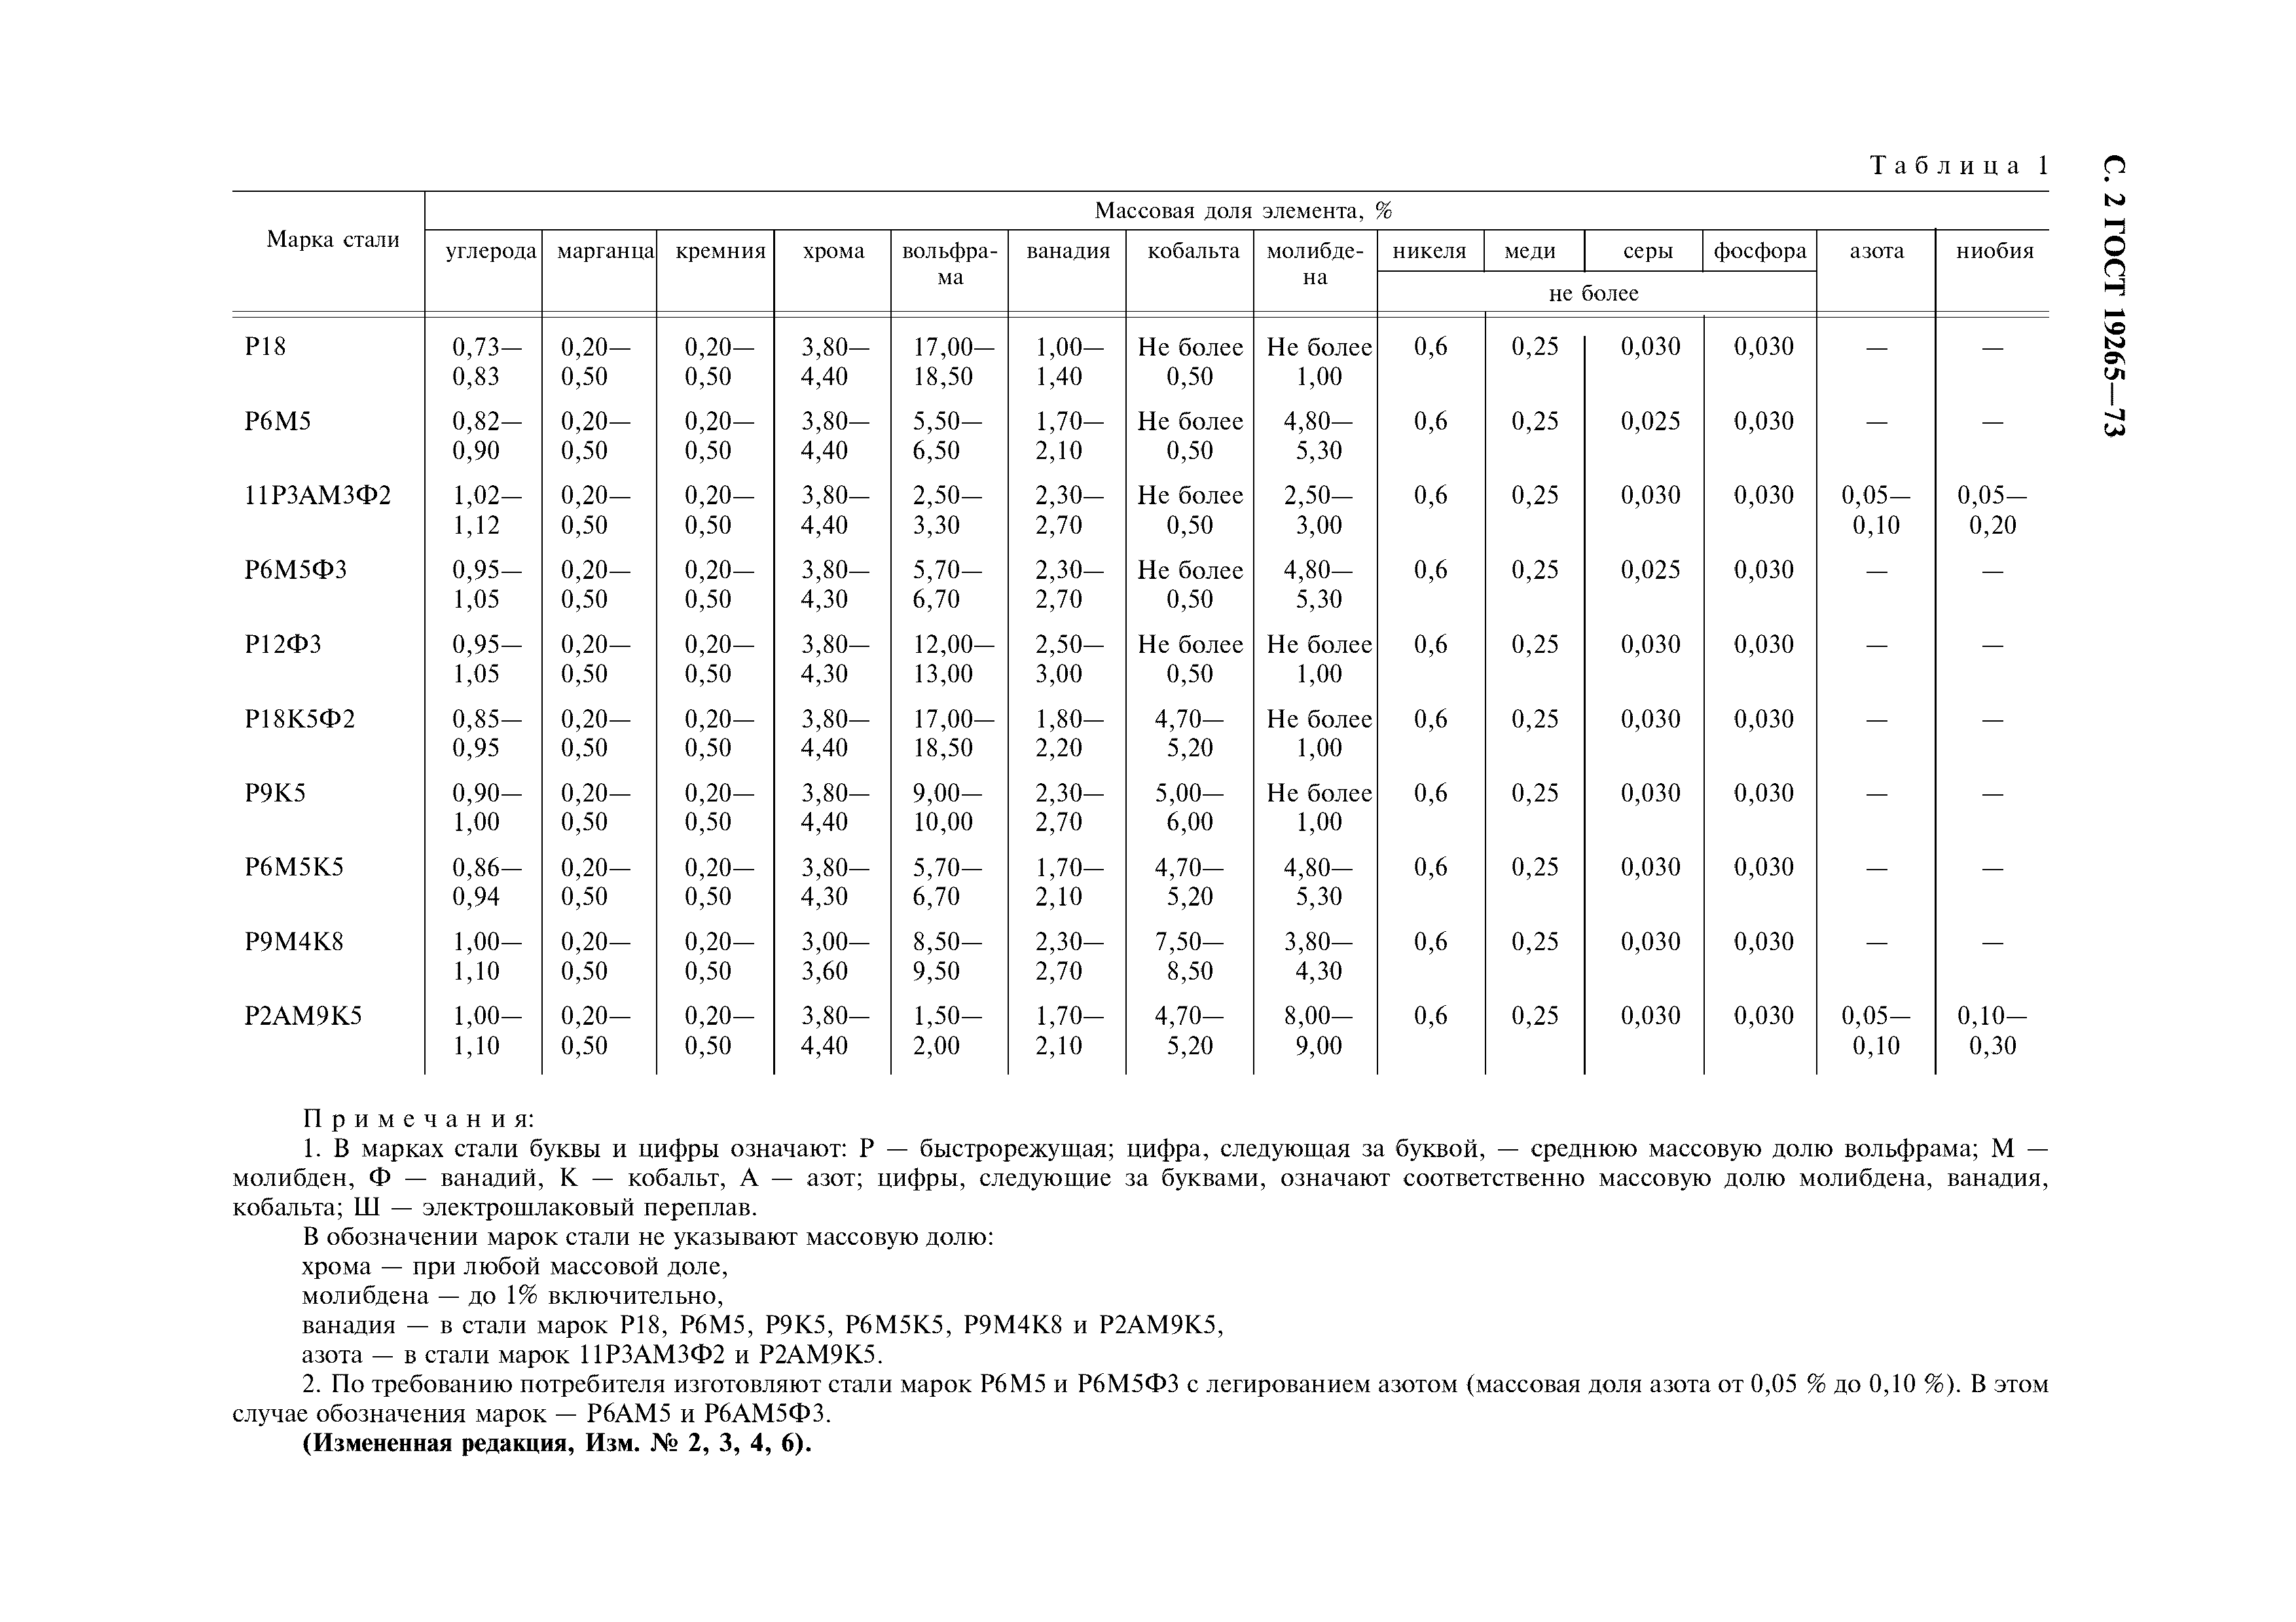 С. 2 ГОСТ 19265—73
Таблица 1
Марка стали Массовая доля элемента, %
углерода марганца кремния хрома вольфра- ванадия кобальта молибде- никеля меди серы фосфора азота ниобия
ма на
не более
Р18 0,73— 0,20— 0,20— 3,80— 17,00— 1,00— Не более Не более 0,6 0,25 0,030 0,030 — —
0,83 0,50 0,50 4,40 18,50 1,40 0,50 1,00
Р6М5 0,82— 0,20— 0,20— 3,80— 5,50— 1,70— Не более 4,80— 0,6 0,25 0,025 0,030 — —
0,90 0,50 0,50 4,40 6,50 2,10 0,50 5,30
11Р3АМ3Ф2 1,02— 0,20— 0,20— 3,80— 2,50— 2,30— Не более 2,50— 0,6 0,25 0,030 0,030 0,05— 0,05—
1,12 0,50 0,50 4,40 3,30 2,70 0,50 3,00 0,10 0,20
Р6М5Ф3 0,95— 0,20— 0,20— 3,80— 5,70— 2,30— Не более 4,80— 0,6 0,25 0,025 0,030 — —
1,05 0,50 0,50 4,30 6,70 2,70 0,50 5,30
Р12Ф3 0,95— 0,20— 0,20— 3,80— 12,00— 2,50— Не более Не более 0,6 0,25 0,030 0,030 — —
1,05 0,50 0,50 4,30 13,00 3,00 0,50 1,00
Р18К5Ф2 0,85— 0,20— 0,20— 3,80— 17,00— 1,80— 4,70— Не более 0,6 0,25 0,030 0,030 — —
0,95 0,50 0,50 4,40 18,50 2,20 5,20 1,00
Р9К5 0,90— 0,20— 0,20— 3,80— 9,00— 2,30— 5,00— Не более 0,6 0,25 0,030 0,030 — —
1,00 0,50 0,50 4,40 10,00 2,70 6,00 1,00
Р6М5К5 0,86— 0,20— 0,20— 3,80— 5,70— 1,70— 4,70— 4,80— 0,6 0,25 0,030 0,030 — —
0,94 0,50 0,50 4,30 6,70 2,10 5,20 5,30
Р9М4К8 1,00— 0,20— 0,20— 3,00— 8,50— 2,30— 7,50— 3,80— 0,6 0,25 0,030 0,030 — —
1,10 0,50 0,50 3,60 9,50 2,70 8,50 4,30
Р2АМ9К5 1,00— 0,20— 0,20— 3,80— 1,50— 1,70— 4,70— 8,00— 0,6 0,25 0,030 0,030 0,05— 0,10—
1,10 0,50 0,50 4,40 2,00 2,10 5,20 9,00 0,10 0,30
Примечания:
1. В марках стали буквы и цифры означают: Р — быстрорежущая; цифра, следующая за буквой, — среднюю массовую долю вольфрама; М —
молибден, Ф — ванадий, К — кобальт, А — азот; цифры, следующие за буквами, означают соответственно массовую долю молибдена, ванадия,
кобальта; Ш — электрошлаковый переплав.
В обозначении марок стали не указывают массовую долю:
хрома — при любой массовой доле,
молибдена — до 1% включительно,
ванадия — в стали марок Р18, Р6М5, Р9К5, Р6М5К5, Р9М4К8 и Р2АМ9К5,
азота — в стали марок 11Р3АМ3Ф2 и Р2АМ9К5.
2. По требованию потребителя изготовляют стали марок Р6М5 и Р6М5Ф3 с легированием азотом (массовая доля азота от 0,05 % до 0,10 %). В этом
случае обозначения марок — Р6АМ5 и Р6АМ5Ф3.
(Измененная редакция, Изм. № 2, 3, 4, 6).